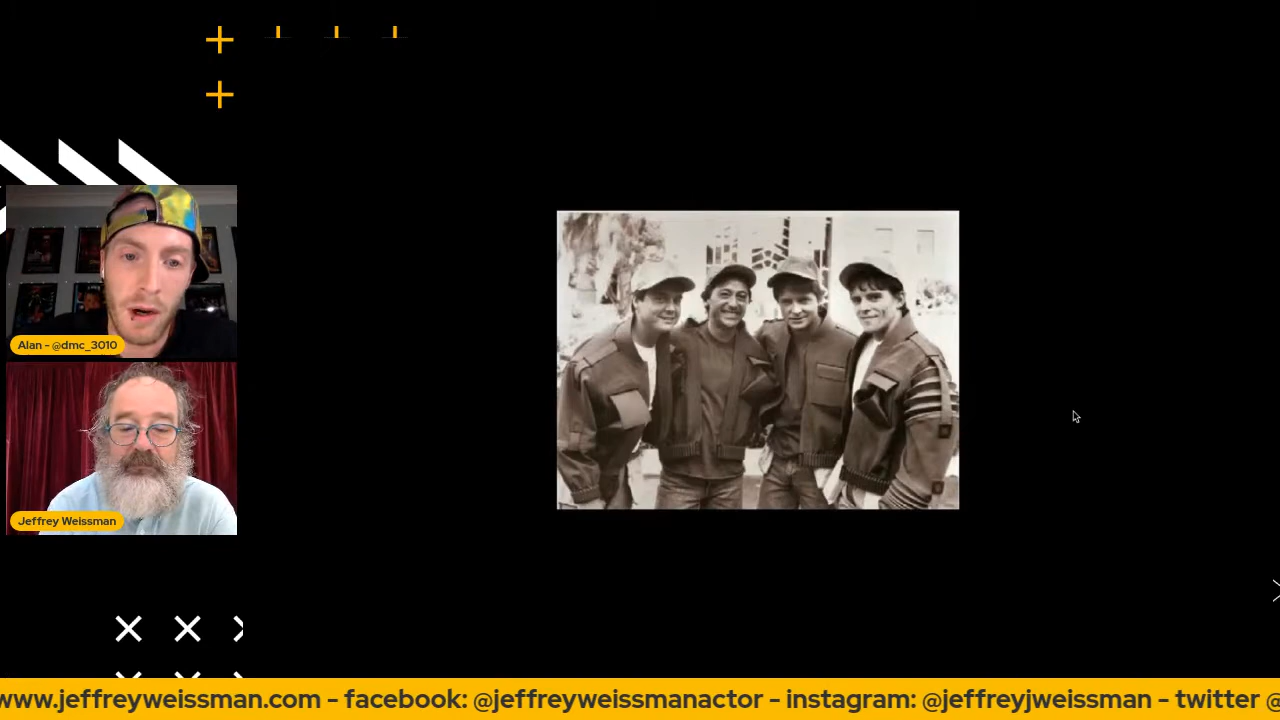 Alan - @dmc_3010
Jeffrey Weissman
www.jeffreyweissman.com - facebook: @jeffreyweissmanactor - instagram: @jeffreyjweissman - twitter @